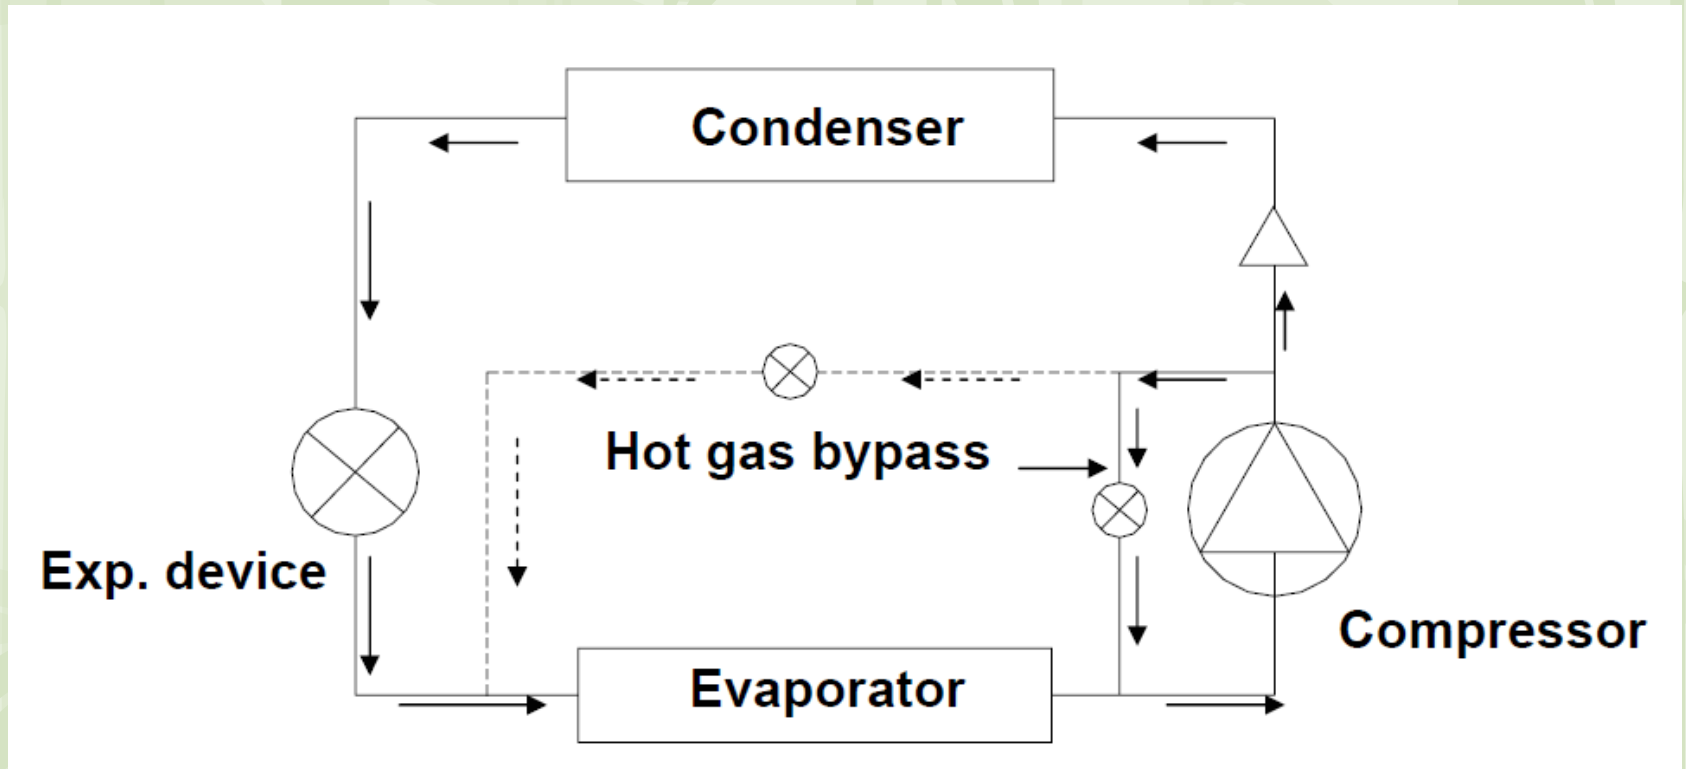 Condenser
Hot gas bypass
Exp. device
Compressor
Evaporator